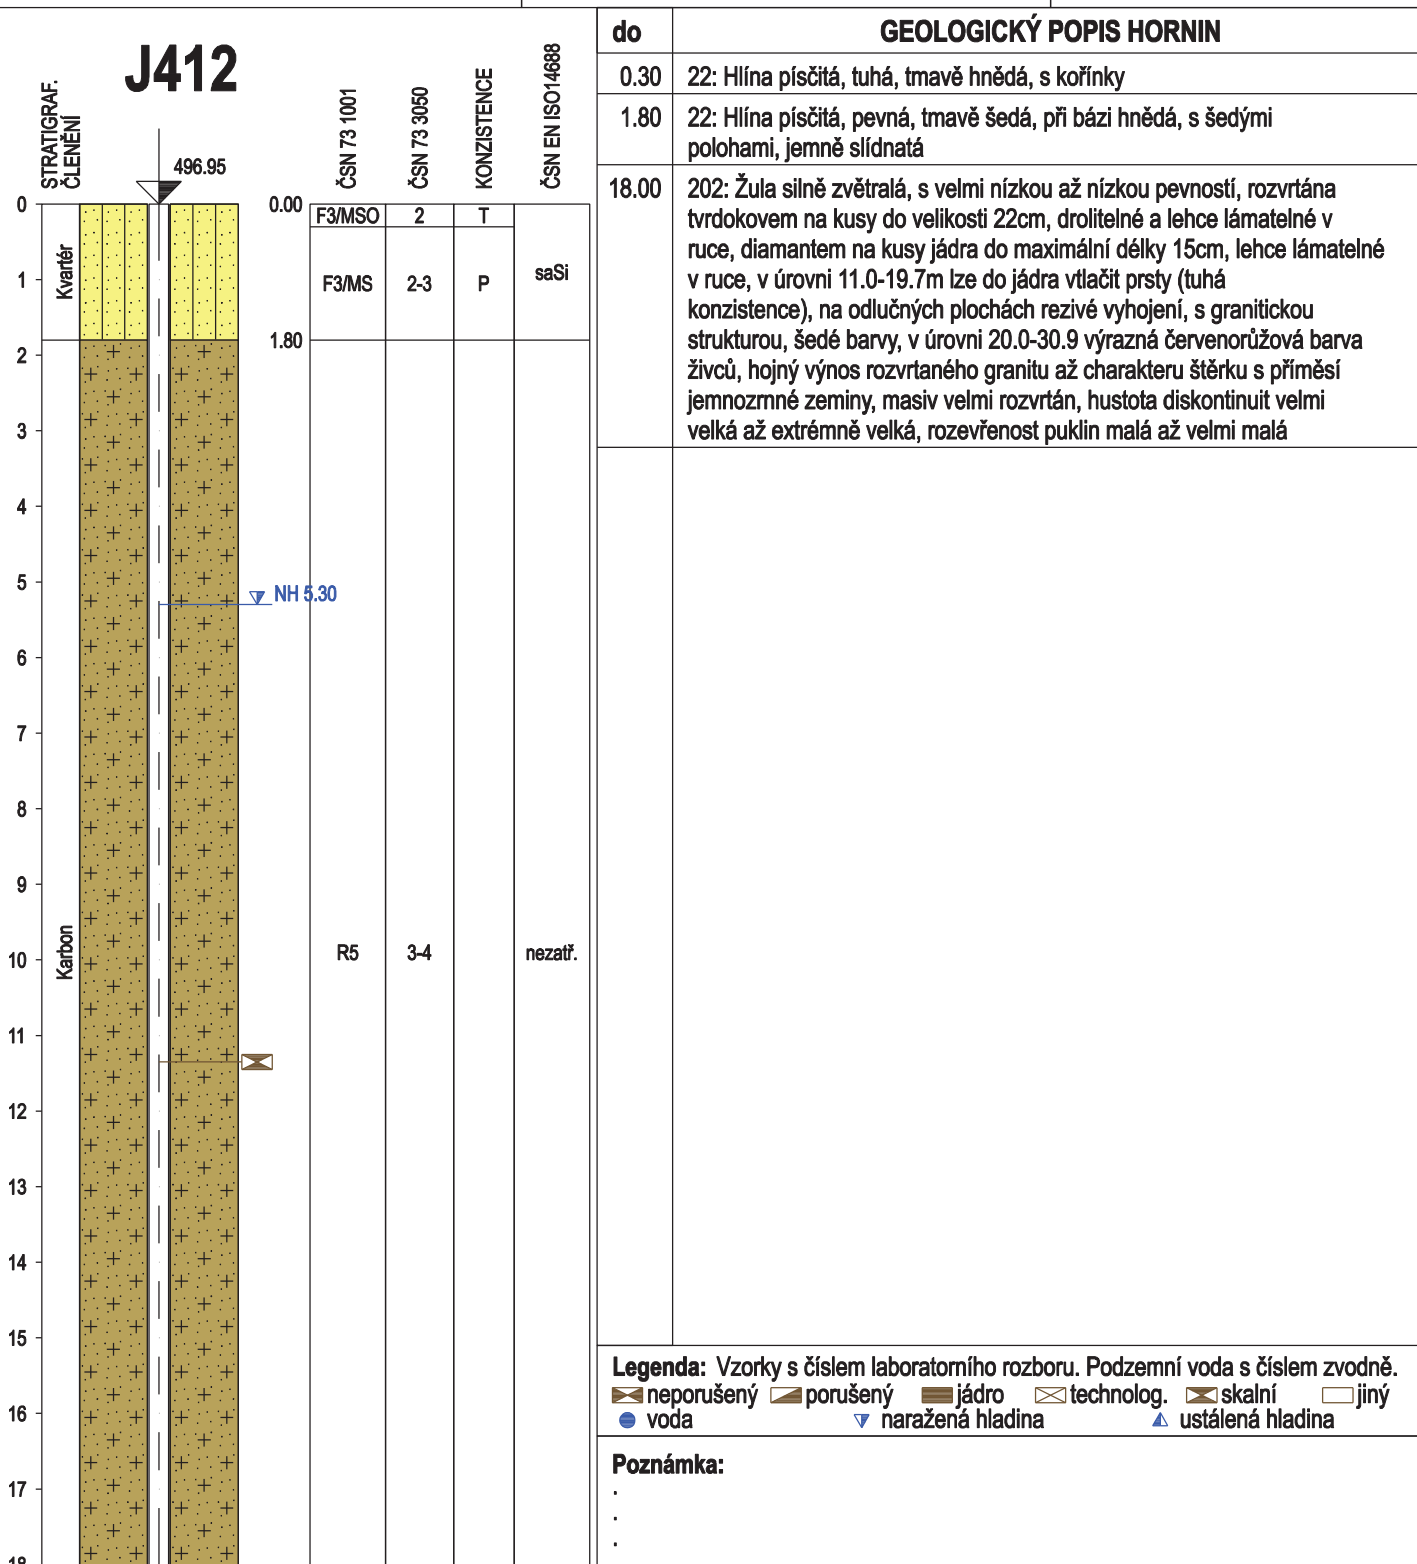 J412
STRATIGRAF.
ČLENĚNÍ
496.95
ČSN 73 1001
ČSN 73 3050
KONZISTENCE
ČSN EN ISO14688
do
GEOLOGICKÝ POPIS HORNIN
0.30
22: Hlína písčitá, tuhá, tmavě hnědá, s kořínky
1.80
22: Hlína písčitá, pevná, tmavě šedá, při bázi hnědá, s šedými
polohami, jemně slídnatá
18.00
202: Žula silně zvětralá, s velmi nízkou až nízkou pevností, rozvrtána
tvrdokovem na kusy do velikosti 22cm, drolitelné a lehce lámatelné v
ruce, diamantem na kusy jádra do maximální délky 15cm, lehce lámatelné
v ruce, v úrovni 11.0-19.7m lze do jádra vtlačit prsty (tuhá
konzistence), na odlučných plochách rezivé vyhojení, s granitickou
strukturou, šedé barvy, v úrovni 20.0-30.9 výrazná červenorůžová barva
živců, hojný výnos rozvrtaného granitu až charakteru štěrku s příměsí
jemnozrnné zeminy, masiv velmi rozvrtán, hustota diskontinuit velmi
velká až extrémně velká, rozevřenost puklin malá až velmi malá
0
1
2
3
4
5
6
7
8
9
10
11
12
13
14
15
16
17
18
Kvartér
Karbon
0.00
1.80
F3/MSO
2
T
F3/MS
2-3
P
saSi
NH 5.30
R5
3-4
nezatř.
Legenda: Vzorky s číslem laboratorního rozboru. Podzemní voda s číslem zvodně.
neporušený porušený jádro technolog. skalní jiný
voda naražená hladina ustálená hladina
Poznámka:
.
.
.